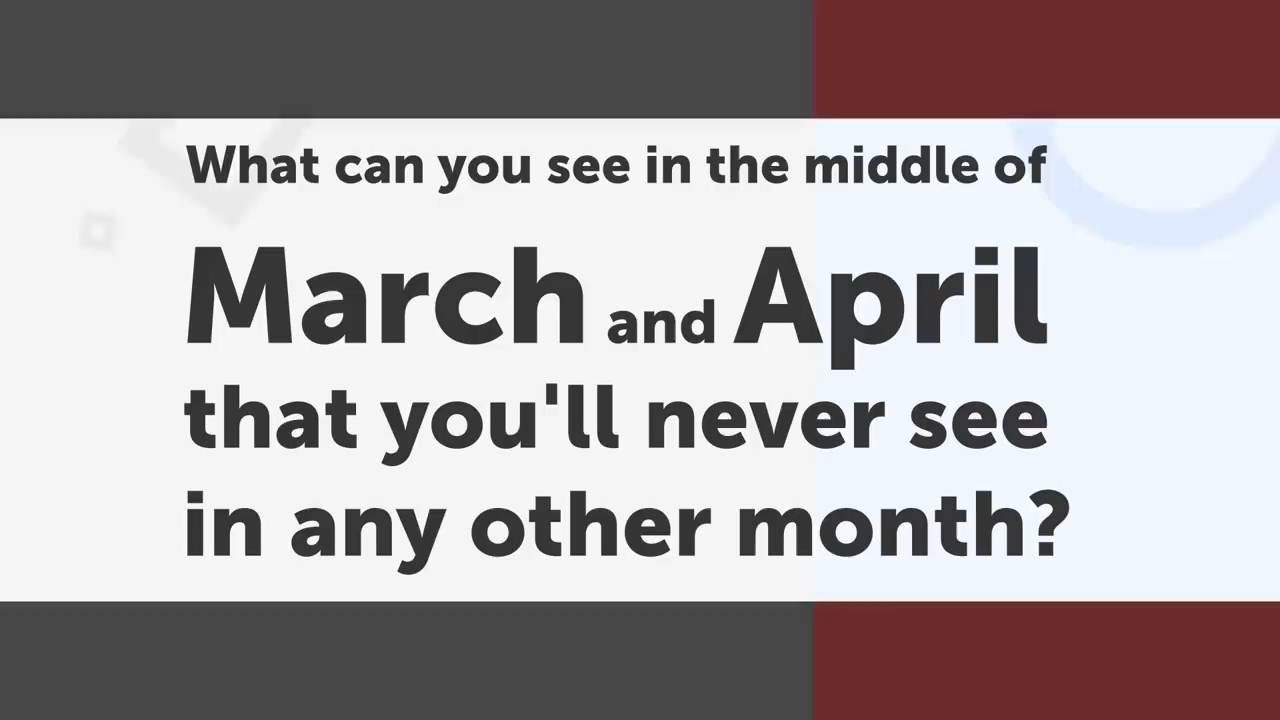 What can you see in the middle of
March and April
that you'll never see
in any other month?